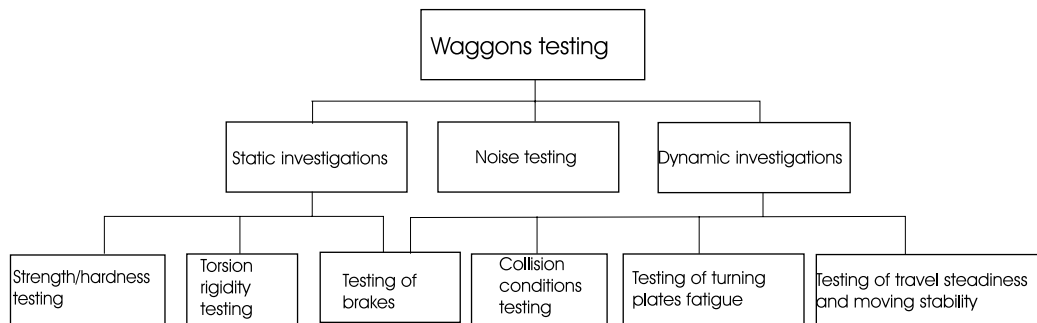 Waggons testing
Static investigations
Noise testing
Dynamic investigations
Strength/hardness
testing
Torsion
rigidity
testing
Testing of
brakes
Collision
conditions
testing
Testing of turning
plates fatigue
Testing of travel steadiness
and moving stability